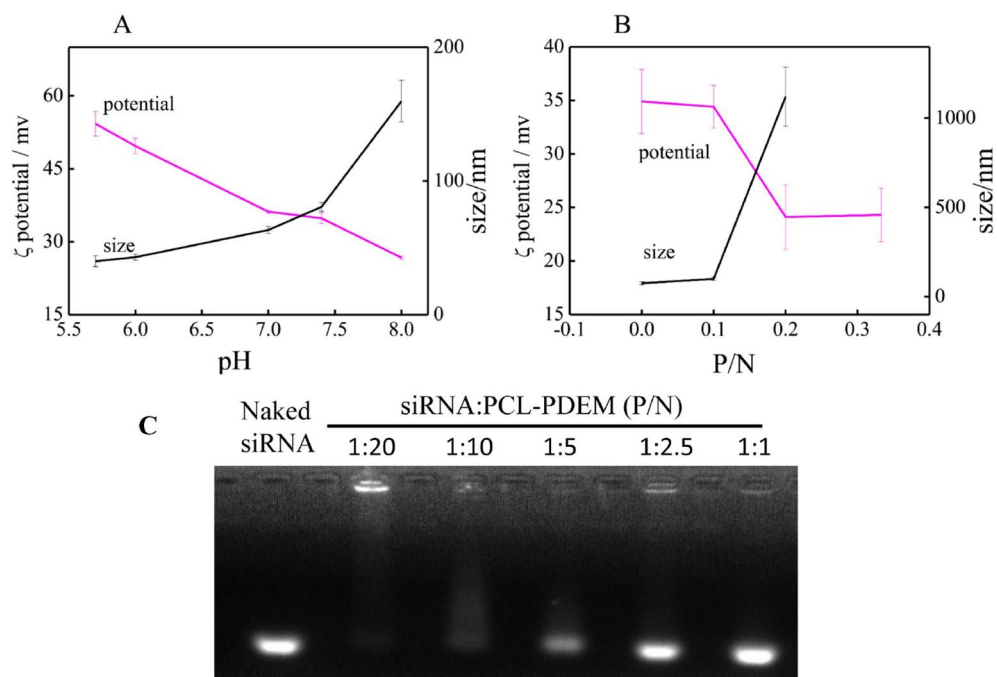 A
ζ potential / mv
60
45
30
15
potential
size
200
100
0
size/nm
5.5 6.0 6.5 7.0 7.5 8.0
pH
B
ζ potential / mv
40
35
30
25
20
15
potential
size
1000
500
0
size/nm
-0.1 0.0 0.1 0.2 0.3 0.4
P/N
C
Naked
siRNA
siRNA:PCL-PDEM (P/N)
1:20 1:10 1:5 1:2.5 1:1